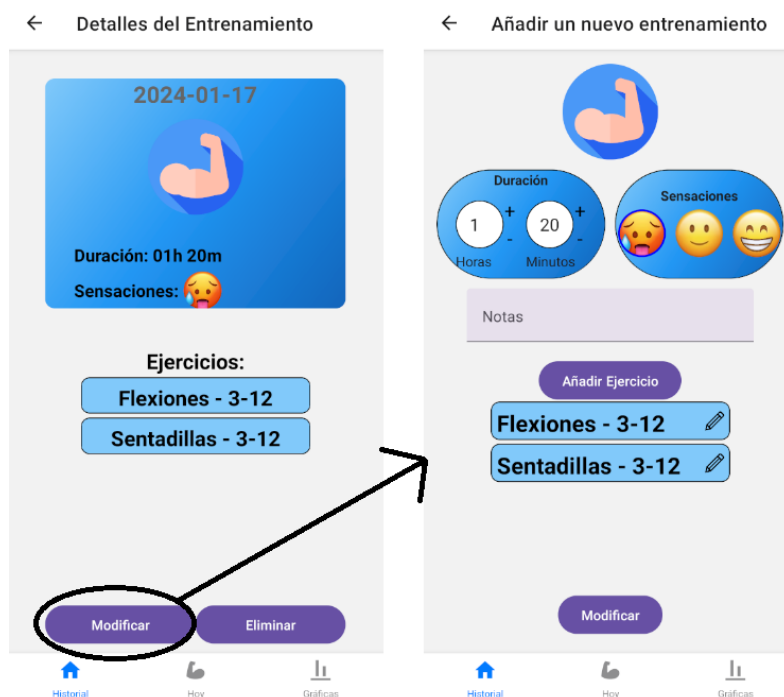 Detalles del Entrenamiento
2024-01-17
Duración: 01h 20m
Sensaciones:
Ejercicios:
Flexiones - 3-12
Sentadillas - 3-12
Modificar
Eliminar
Historial
Hoy
Gráficas
Añadir un nuevo entrenamiento
Duración
1
+
-
20
+
-
Horas
Minutos
Sensaciones
Notas
Añadir Ejercicio
Flexiones - 3-12
Sentadillas - 3-12
Modificar
Historial
Hoy
Gráficas